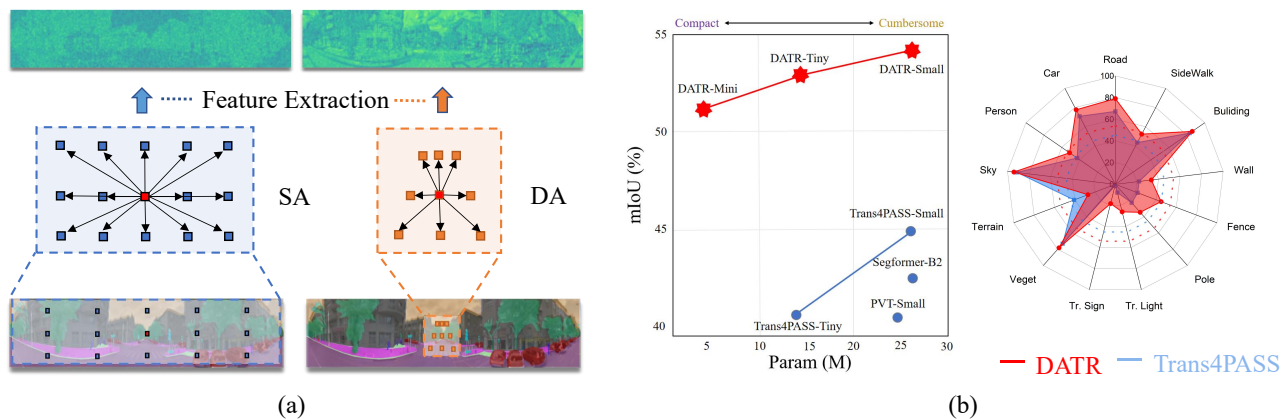 Feature Extraction
SA
DA
(a)
Compact
Cumbersome
55
50
45
40
mIoU (%)
DATR-Mini
DATR-Tiny
DATR-Small
Trans4PASS-Small
Segformer-B2
PVT-Small
Trans4PASS-Tiny
5
10
15
20
25
30
Param (M)
Road
SideWalk
Buliding
Wall
Fence
Pole
Tr. Light
Tr. Sign
Veget
Terrain
Sky
Person
Car
100
80
60
40
20
DATR
Trans4PASS
(b)